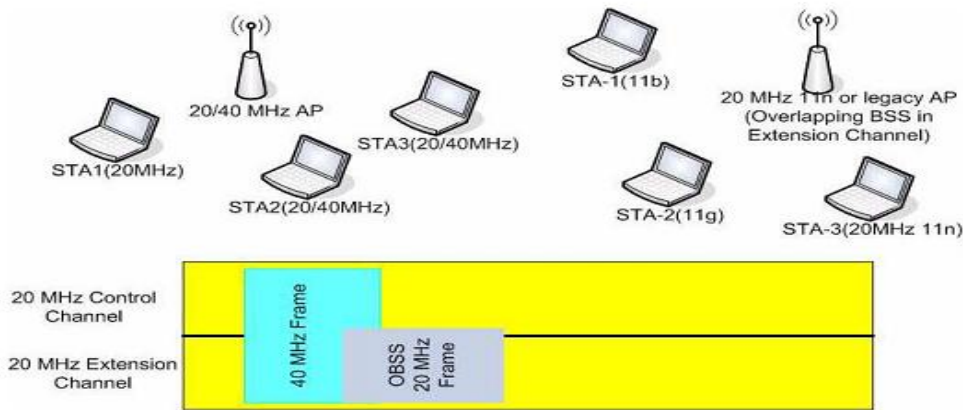 STA-1(11b)
20/40 MHz AP
20 MHz 11n or legacy AP
(Overlapping BSS in
Extension Channel)
STA3(20/40MHz)
STA1(20MHz)
STA2(20/40MHz)
STA-2(11g)
STA-3(20MHz 11n)
20 MHz Control
Channel
20 MHz Extension
Channel
40 MHz Frame
OBSS
20 MHz
Frame